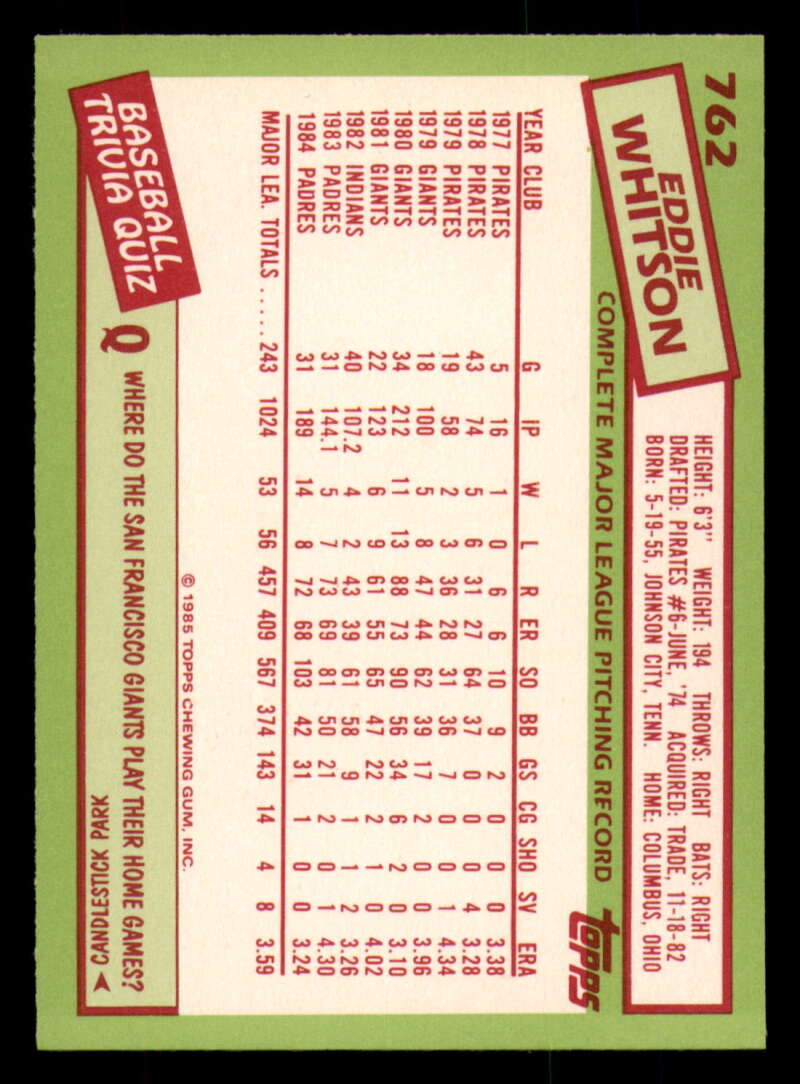 762
EDDIE
WHITSON
HEIGHT: 6'3" WEIGHT: 194 THROWS: RIGHT BATS: RIGHT
DRAFTED: PIRATES #6-JUNE, '74 ACQUIRED: TRADE, 11-18-82
BORN: 5-19-55, JOHNSON CITY, TENN. HOME: COLUMBUS, OHIO
COMPLETE MAJOR LEAGUE PITCHING RECORD
topps
YEAR CLUB G IP W L R ER SO BB GS CG SHO SV ERA
1977 PIRATES 5 16 1 0 6 6 10 9 2 0 0 0 3.38
1978 PIRATES 43 74 5 6 31 27 64 37 0 0 0 4 3.28
1979 PIRATES 19 58 2 3 36 28 31 36 7 0 0 1 4.34
1979 GIANTS 18 100 5 8 47 44 62 39 17 2 0 0 3.96
1980 GIANTS 34 212 11 13 88 73 90 56 34 6 2 0 3.10
1981 GIANTS 22 123 6 9 61 55 65 47 22 2 1 0 4.02
1982 INDIANS 40 107.2 4 2 43 39 61 58 9 1 1 2 3.26
1983 PADRES 31 144.1 5 7 73 69 81 50 21 2 0 1 4.30
1984 PADRES 31 189 14 8 72 68 103 42 31 1 0 0 3.24
MAJOR LEA. TOTALS ..... 243 1024 53 56 457 409 567 374 143 14 4 8 3.59
© 1985 TOPPS CHEWING GUM, INC.
BASEBALL
TRIVIA QUIZ
Q WHERE DO THE SAN FRANCISCO GIANTS PLAY THEIR HOME GAMES?
CANDLESTICK PARK